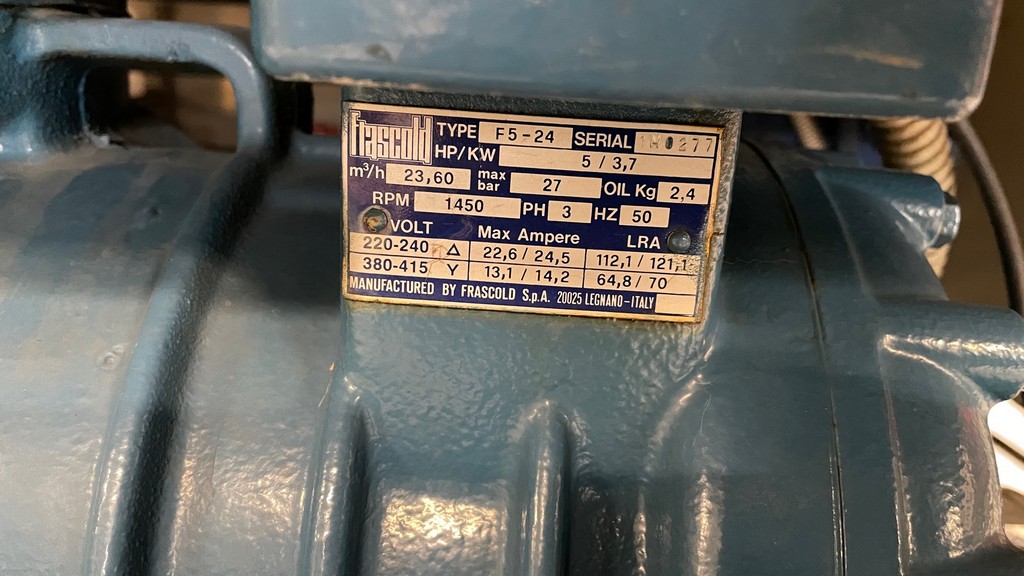 Frascold TYPE F5-24 SERIAL 1H0277
HP/KW 5 / 3,7
m³/h 23,60 max bar 27 OIL Kg 2,4
RPM 1450 PH 3 HZ 50
VOLT Max Ampere LRA
220-240 Δ 22,6 / 24,5 112,1 / 121,1
380-415 Y 13,1 / 14,2 64,8 / 70
MANUFACTURED BY FRASCOLD S.p.A. 20025 LEGNANO-ITALY